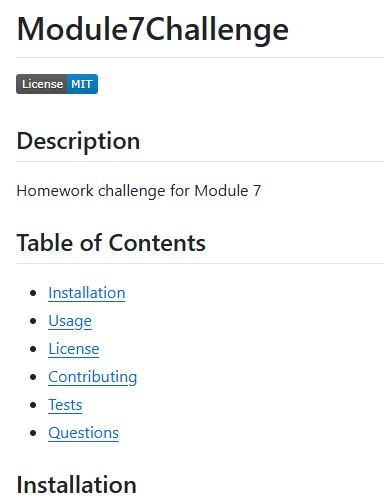 Module7Challenge
License MIT
Description
Homework challenge for Module 7
Table of Contents
Installation
Usage
License
Contributing
Tests
Questions
Installation